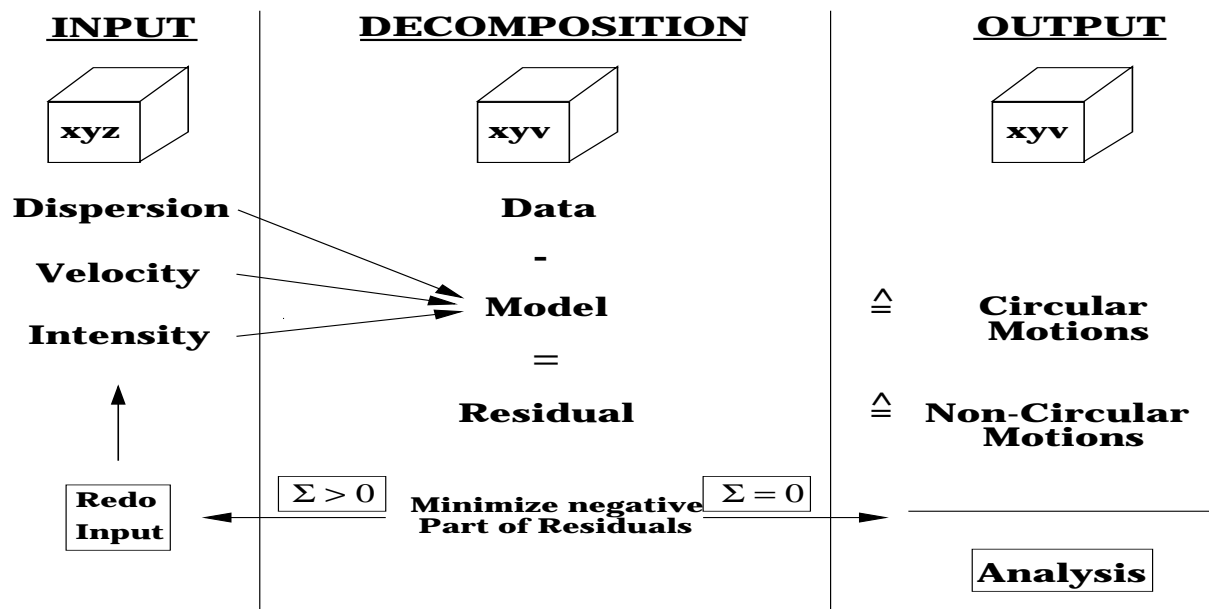 INPUT
DECOMPOSITION
OUTPUT
xyz
xyv
xyv
Dispersion
Data
-
Velocity
Model
≙
Circular
Motions
Intensity
=
Residual
≙
Non-Circular
Motions
Redo
Input
Σ > 0
Minimize negative
Part of Residuals
Σ = 0
Analysis